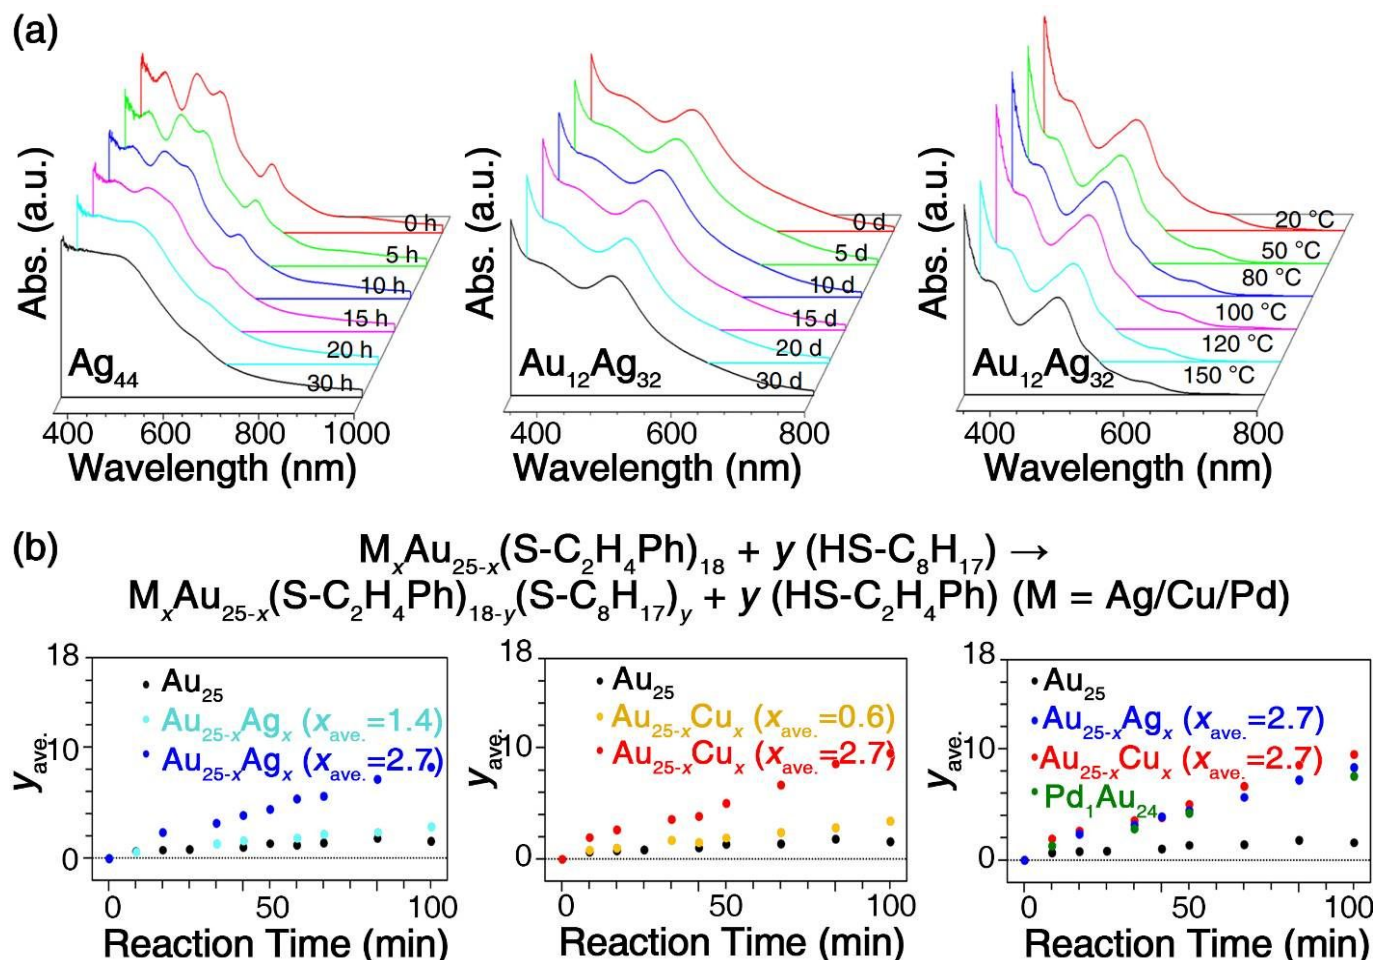 (a)
Abs. (a.u.)
0 h
5 h
10 h
15 h
20 h
30 h
Ag₄₄
400 600 800 1000
Wavelength (nm)
Abs. (a.u.)
0 d
5 d
10 d
15 d
20 d
30 d
Au₁₂Ag₃₂
400 600 800
Wavelength (nm)
Abs. (a.u.)
20 °C
50 °C
80 °C
100 °C
120 °C
150 °C
Au₁₂Ag₃₂
400 600 800
Wavelength (nm)
(b)
MₓAu₂₅₋ₓ(S-C₂H₄Ph)₁₈ + y (HS-C₈H₁₇) →
MₓAu₂₅₋ₓ(S-C₂H₄Ph)₁₈₋y(S-C₈H₁₇)y + y (HS-C₂H₄Ph) (M = Ag/Cu/Pd)
18
10
0
yave.
Au₂₅
Au₂₅₋ₓAgₓ (xave.=1.4)
Au₂₅₋ₓAgₓ (xave.=2.7)
0 50 100
Reaction Time (min)
18
10
0
yave.
Au₂₅
Au₂₅₋ₓCuₓ (xave.=0.6)
Au₂₅₋ₓCuₓ (xave.=2.7)
0 50 100
Reaction Time (min)
18
10
0
yave.
Au₂₅
Au₂₅₋ₓAgₓ (xave.=2.7)
Au₂₅₋ₓCuₓ (xave.=2.7)
Pd₁Au₂₄
0 50 100
Reaction Time (min)